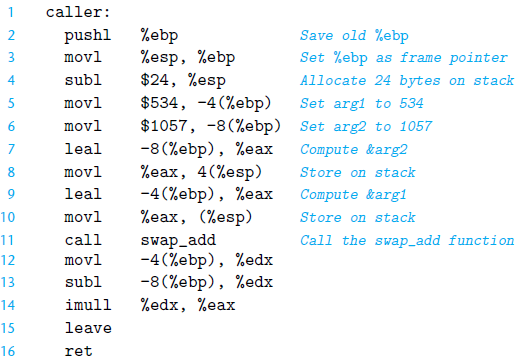 1 caller:
2 pushl %ebp Save old %ebp
3 movl %esp, %ebp Set %ebp as frame pointer
4 subl $24, %esp Allocate 24 bytes on stack
5 movl $534, -4(%ebp) Set arg1 to 534
6 movl $1057, -8(%ebp) Set arg2 to 1057
7 leal -8(%ebp), %eax Compute &arg2
8 movl %eax, 4(%esp) Store on stack
9 leal -4(%ebp), %eax Compute &arg1
10 movl %eax, (%esp) Store on stack
11 call swap_add Call the swap_add function
12 movl -4(%ebp), %edx
13 subl -8(%ebp), %edx
14 imull %edx, %eax
15 leave
16 ret